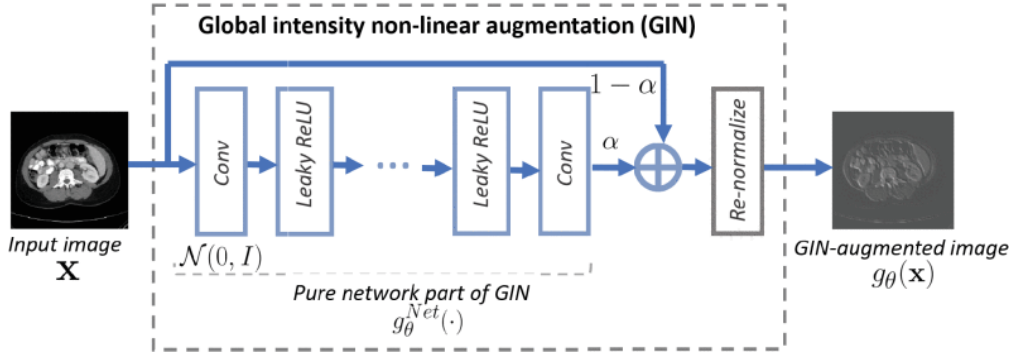 Global intensity non-linear augmentation (GIN)
1 − α
Conv
Leaky ReLU
...
Leaky ReLU
Conv
α
Re-normalize
Input image
x
N(0, I)
Pure network part of GIN
g_θ^{Net}(·)
GIN-augmented image
g_θ(x)